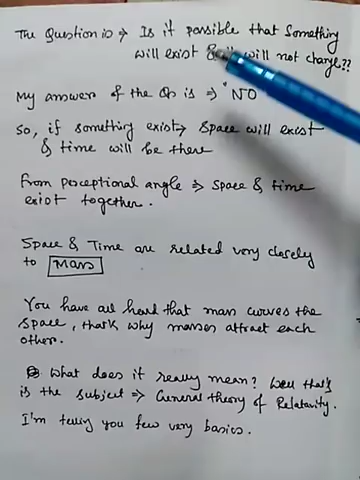 The Question is → Is it possible that Something
will exist & it will not change??
My answer of the Qs is ⇒ "NO
So, if something exist → Space will exist
& time will be there
From perceptional angle ⇒ space & time
exist together.
Space & Time are related very closely
to Mass
You have all heard that mass curves the
space, that's why masses attract each
other.
What does it really mean? Well that's
is the subject ⇒ General theory of Relatarity.
I'm telling you few very basics.